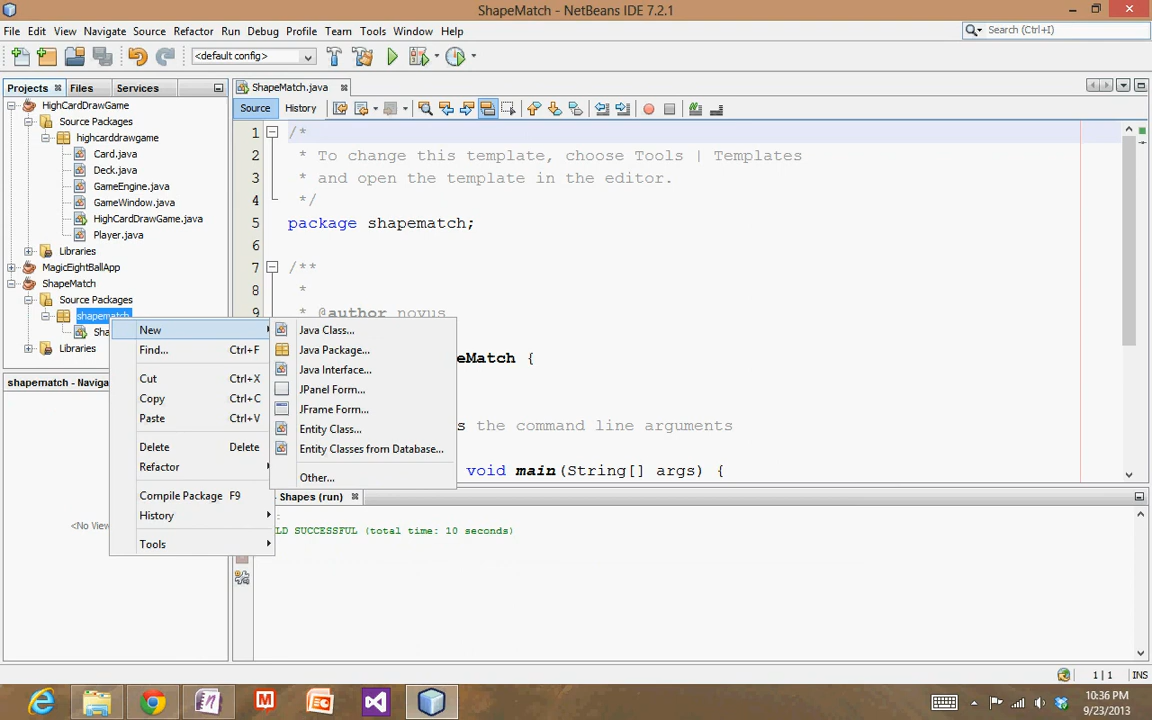 ShapeMatch - NetBeans IDE 7.2.1
File Edit View Navigate Source Refactor Run Debug Profile Team Tools Window Help
Search (Ctrl+I)
<default config>
Projects Files Services
HighCardDrawGame
Source Packages
highcarddrawgame
Card.java
Deck.java
GameEngine.java
GameWindow.java
HighCardDrawGame.java
Player.java
Libraries
MagicEightBallApp
ShapeMatch
Source Packages
shapematch
Sha
Libraries
shapematch - Naviga
<No Viev
New
Find... Ctrl+F
Cut Ctrl+X
Copy Ctrl+C
Paste Ctrl+V
Delete Delete
Refactor
Compile Package F9
History
Tools
Java Class...
Java Package...
Java Interface...
JPanel Form...
JFrame Form...
Entity Class...
Entity Classes from Database...
Other...
ShapeMatch.java
Source History
1 /*
2 * To change this template, choose Tools | Templates
3 * and open the template in the editor.
4 */
5 package shapematch;
6
7 /**
8 *
9 * @author novus
eMatch {
s the command line arguments
void main(String[] args) {
Shapes (run)
:
LD SUCCESSFUL (total time: 10 seconds)
1 | 1 INS
10:36 PM
9/23/2013